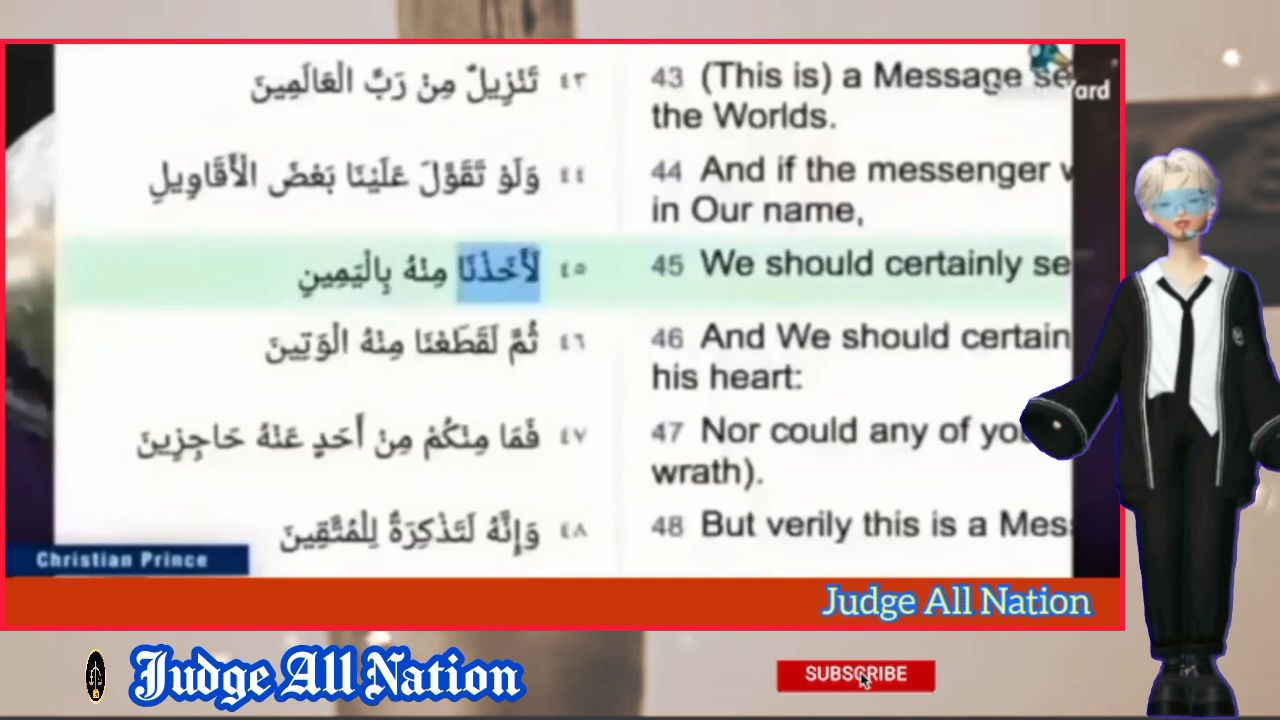 تَنْزِيلٌ مِنْ رَبِّ الْعَالَمِينَ ٤٣
43 (This is) a Message
the Worlds.
وَلَوْ تَقَوَّلَ عَلَيْنَا بَعْضَ الْأَقَاوِيلِ ٤٤
44 And if the messenger
in Our name,
لَأَخَذْنَا مِنْهُ بِالْيَمِينِ ٤٥
45 We should certainly se
ثُمَّ لَقَطَعْنَا مِنْهُ الْوَتِينَ ٤٦
46 And We should certain
his heart:
فَمَا مِنْكُمْ مِنْ أَحَدٍ عَنْهُ حَاجِزِينَ ٤٧
47 Nor could any of yo
wrath).
وَإِنَّهُ لَتَذْكِرَةٌ لِلْمُتَّقِينَ ٤٨
48 But verily this is a Mes
Christian Prince
Judge All Nation
Judge All Nation
SUBSCRIBE